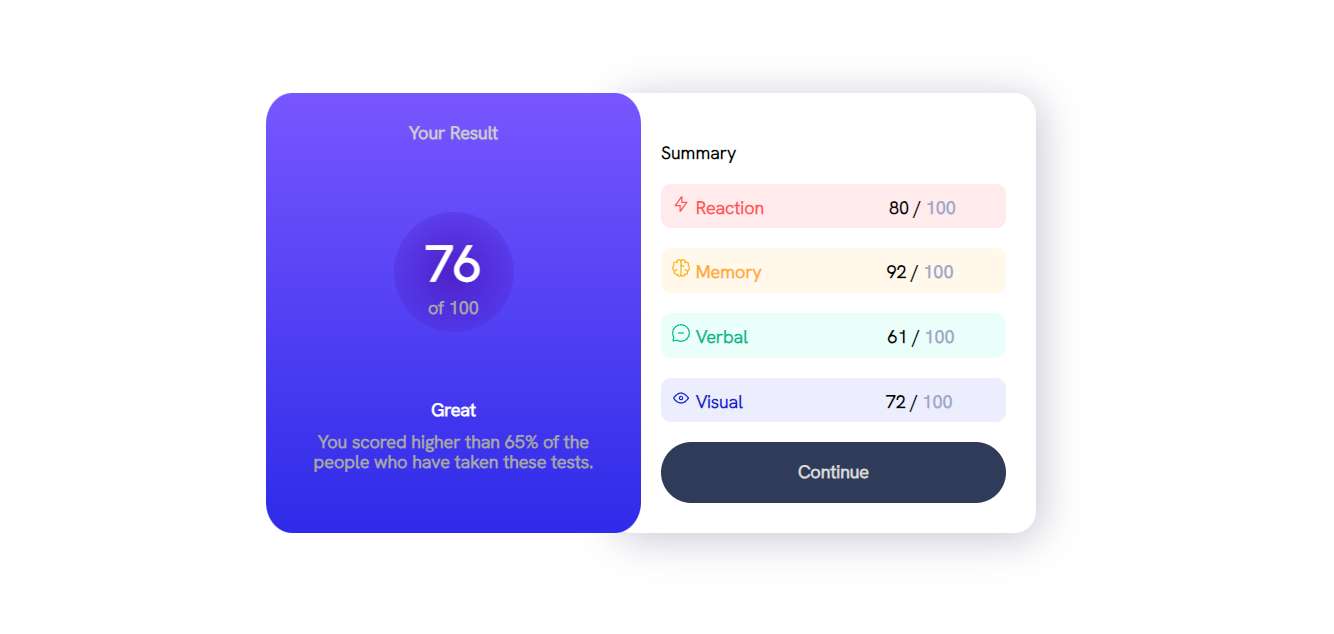 Your Result
76
of 100
Great
You scored higher than 65% of the
people who have taken these tests.
Summary
Reaction 80 / 100
Memory 92 / 100
Verbal 61 / 100
Visual 72 / 100
Continue